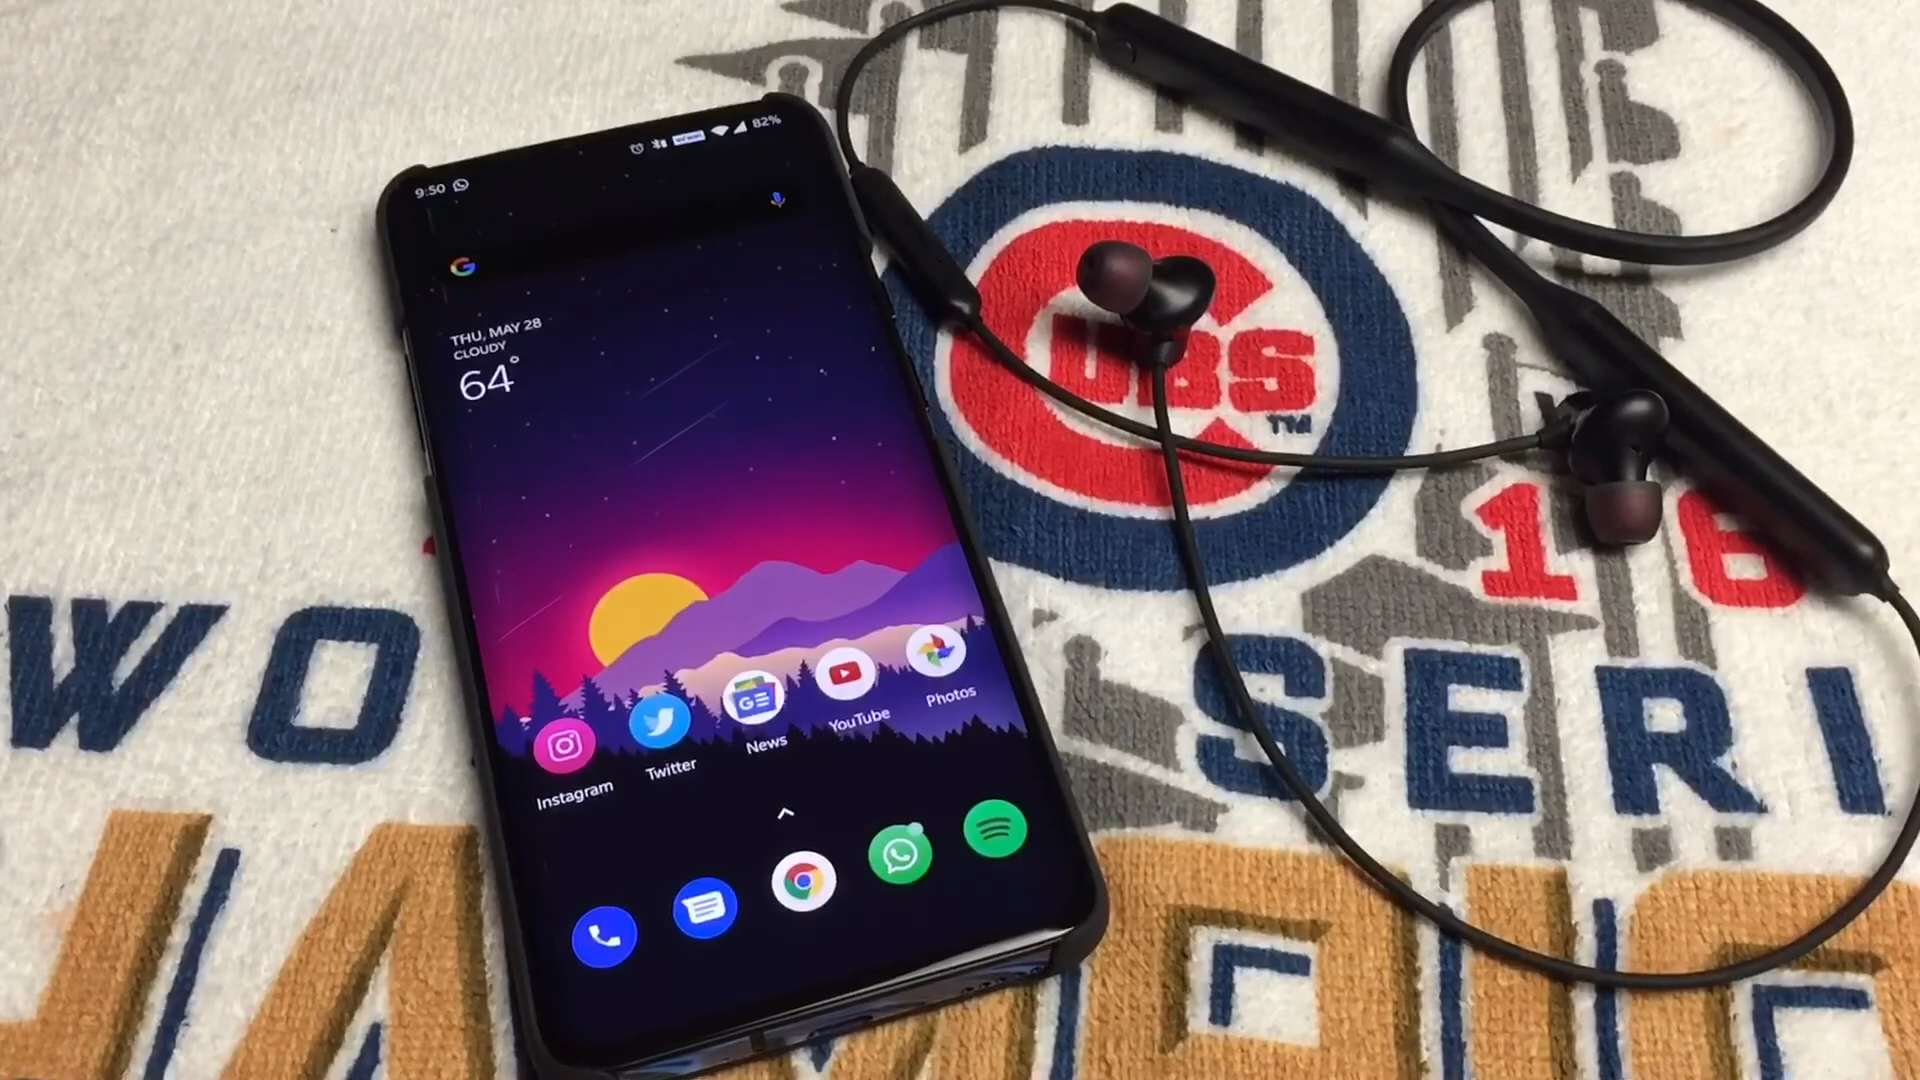 9:50
82%
THU, MAY 28
CLOUDY
64°
Instagram
Twitter
News
YouTube
Photos
CUBS
TM
16
WO
SERI